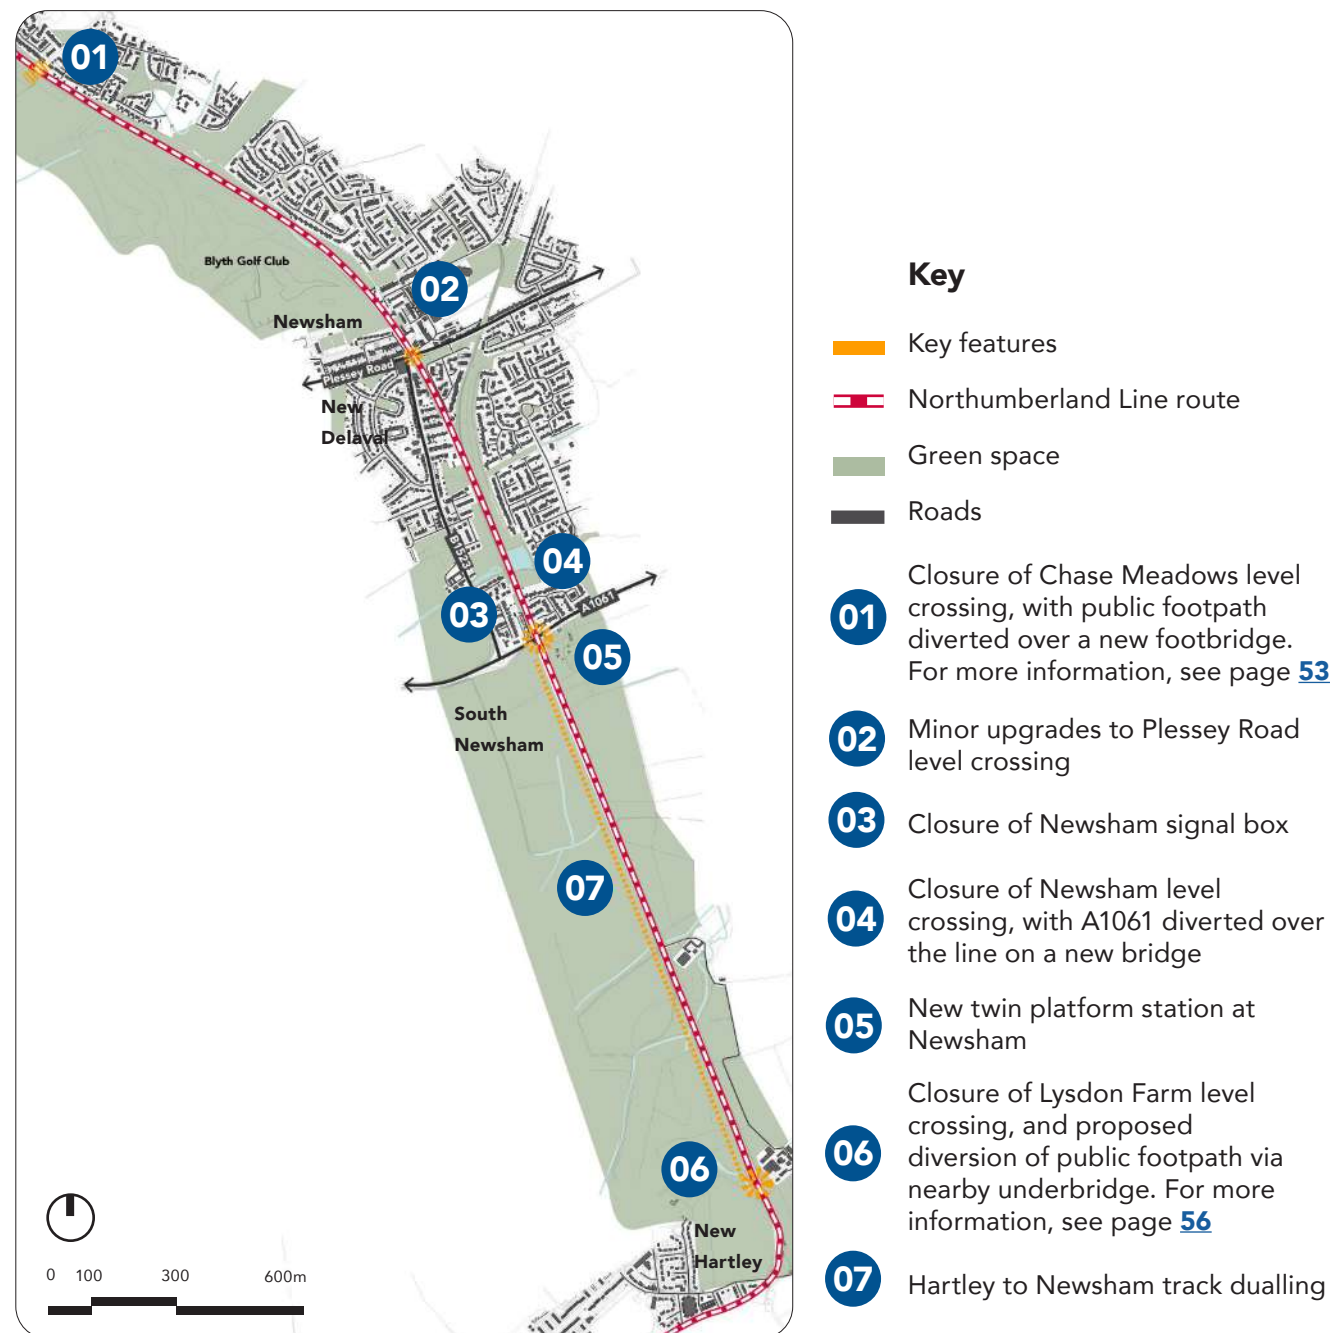 01
Blyth Golf Club
02
Newsham
Plessey Road
New
Delaval
B1523
04
03
A1061
05
South
Newsham
07
06
New
Hartley
0 100 300 600m
Key
Key features
Northumberland Line route
Green space
Roads
01
Closure of Chase Meadows level
crossing, with public footpath
diverted over a new footbridge.
For more information, see page 53
02
Minor upgrades to Plessey Road
level crossing
03
Closure of Newsham signal box
04
Closure of Newsham level
crossing, with A1061 diverted over
the line on a new bridge
05
New twin platform station at
Newsham
06
Closure of Lysdon Farm level
crossing, and proposed
diversion of public footpath via
nearby underbridge. For more
information, see page 56
07
Hartley to Newsham track dualling